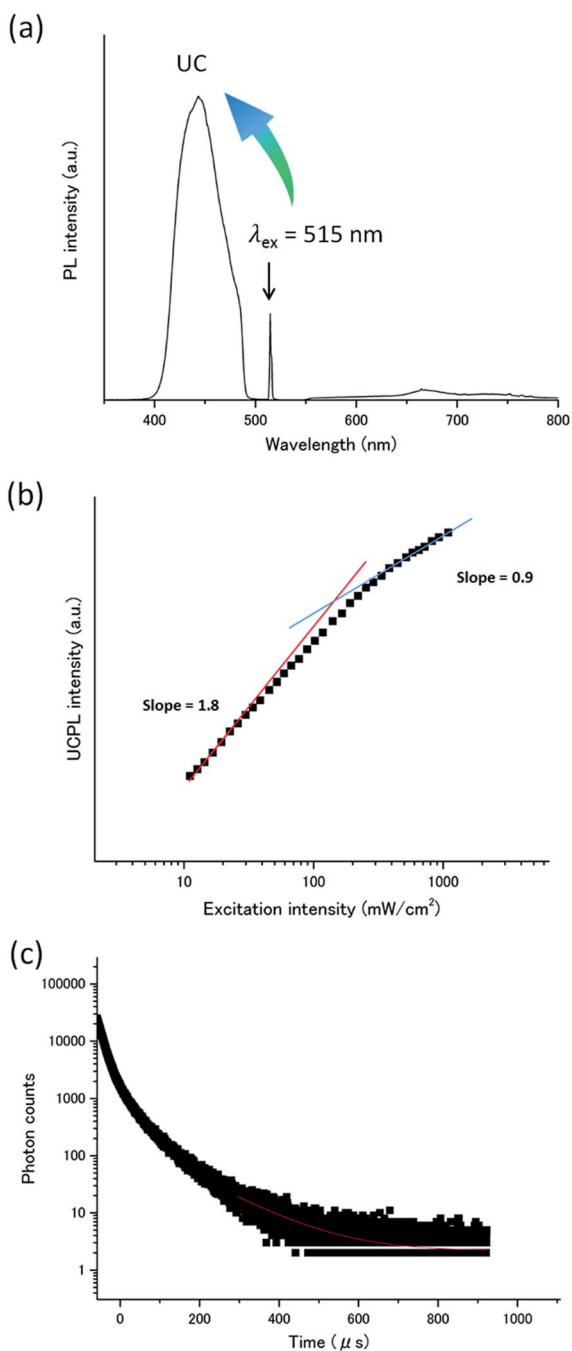 (a)
UC
λex = 515 nm
PL intensity (a.u.)
400 500 600 700 800
Wavelength (nm)
(b)
Slope = 0.9
Slope = 1.8
UCPL intensity (a.u.)
10 100 1000
Excitation intensity (mW/cm²)
(c)
100000
10000
1000
100
10
1
Photon counts
0 200 400 600 800 1000
Time (μs)